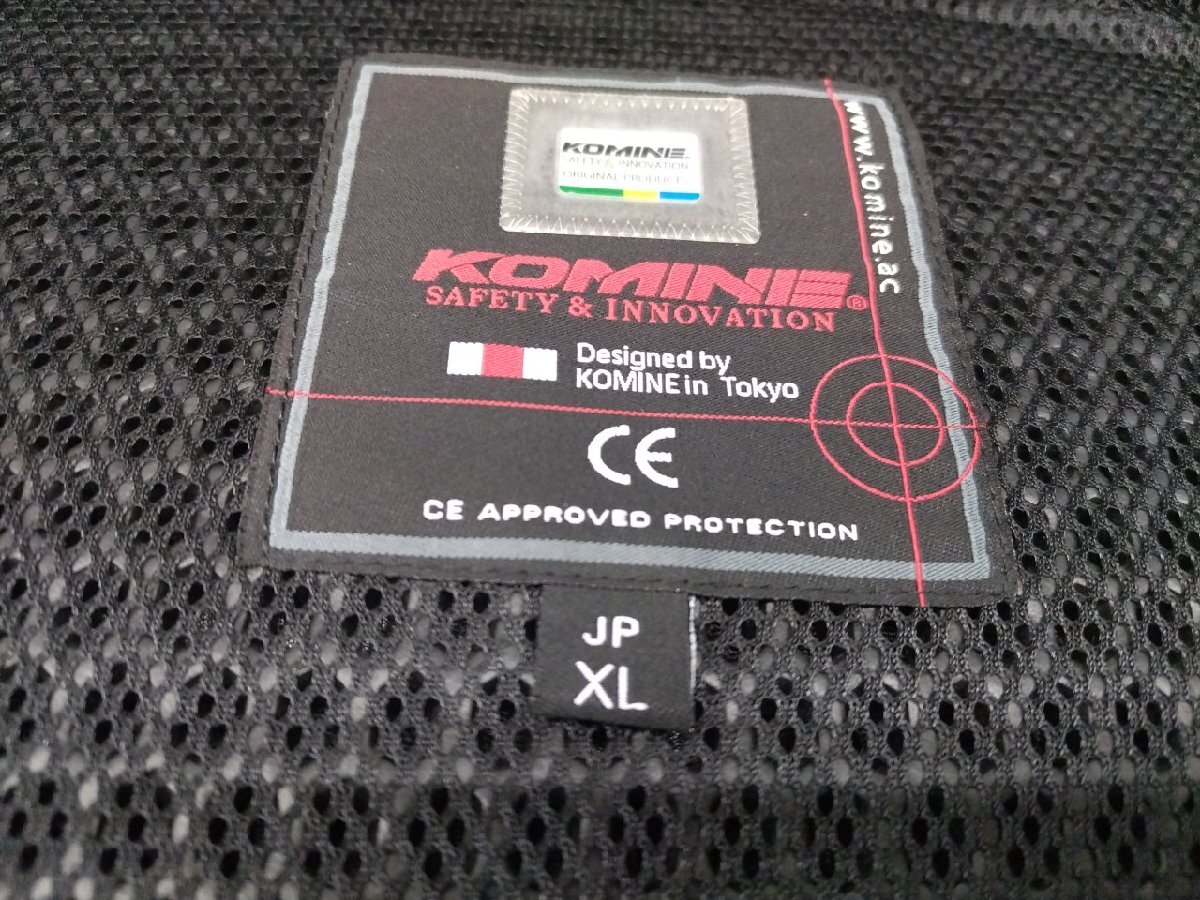 KOMINE
SAFETY & INNOVATION
ORIGINAL PRODUCTS
www.komine.ac
KOMINE®
SAFETY & INNOVATION
Designed by
KOMINE in Tokyo
CE
CE APPROVED PROTECTION
JP
XL